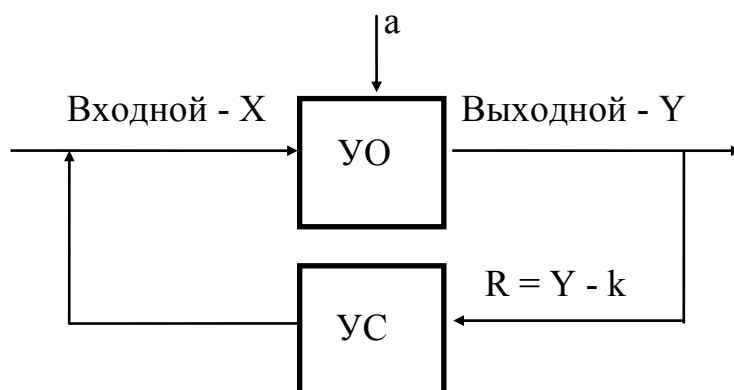 a
Входной - X
Выходной - Y
УО
R = Y - k
УС